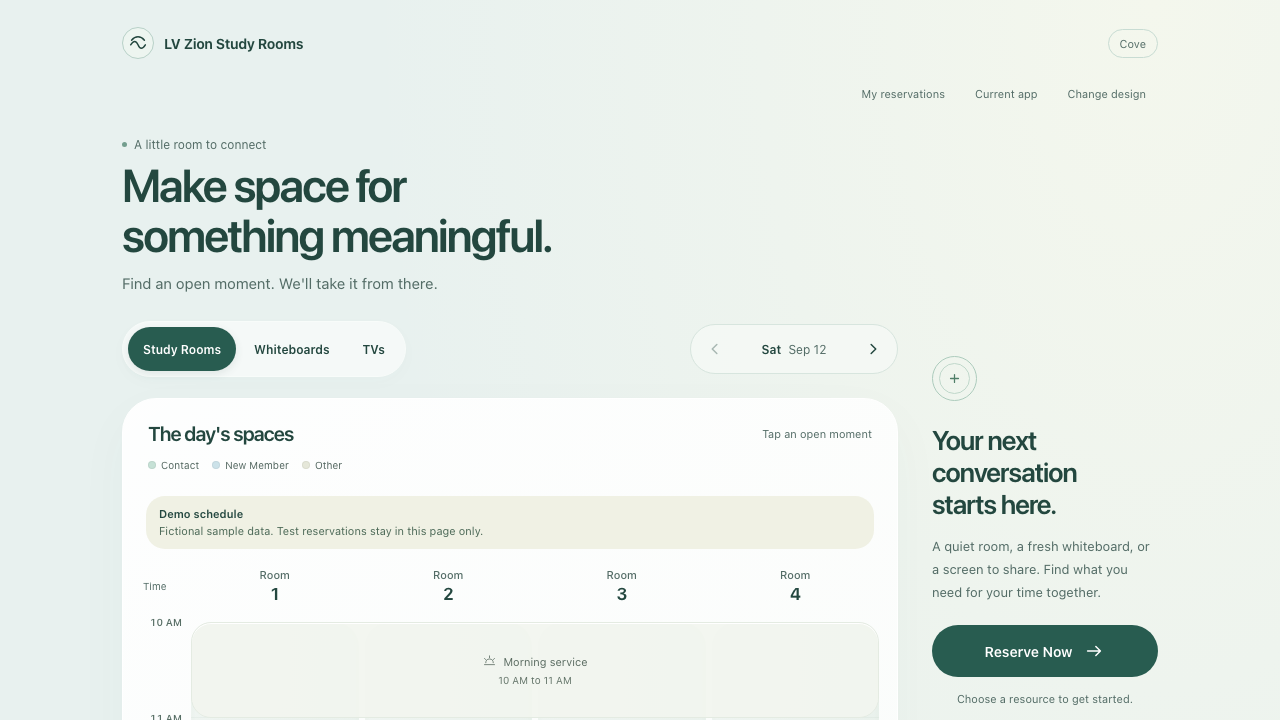 LV Zion Study Rooms
Cove
My reservations
Current app
Change design
A little room to connect
Make space for
something meaningful.
Find an open moment. We'll take it from there.
Study Rooms
Whiteboards
TVs
Sat Sep 12
The day's spaces
Tap an open moment
Contact
New Member
Other
Demo schedule
Fictional sample data. Test reservations stay in this page only.
Time
Room
1
Room
2
Room
3
Room
4
10 AM
Morning service
10 AM to 11 AM
11 AM
Your next
conversation
starts here.
A quiet room, a fresh whiteboard, or
a screen to share. Find what you
need for your time together.
Reserve Now
Choose a resource to get started.